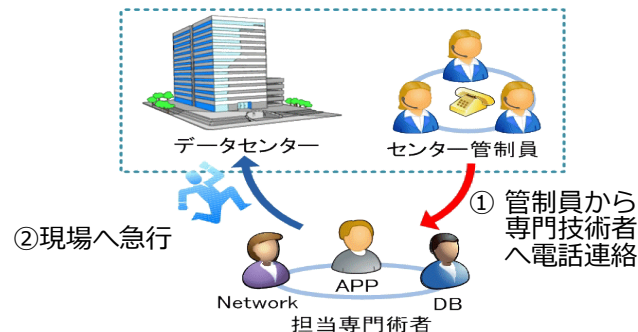 データセンター
センター管制員
① 管制員から
専門技術者
へ電話連絡
②現場へ急行
APP
Network
DB
担当専門術者